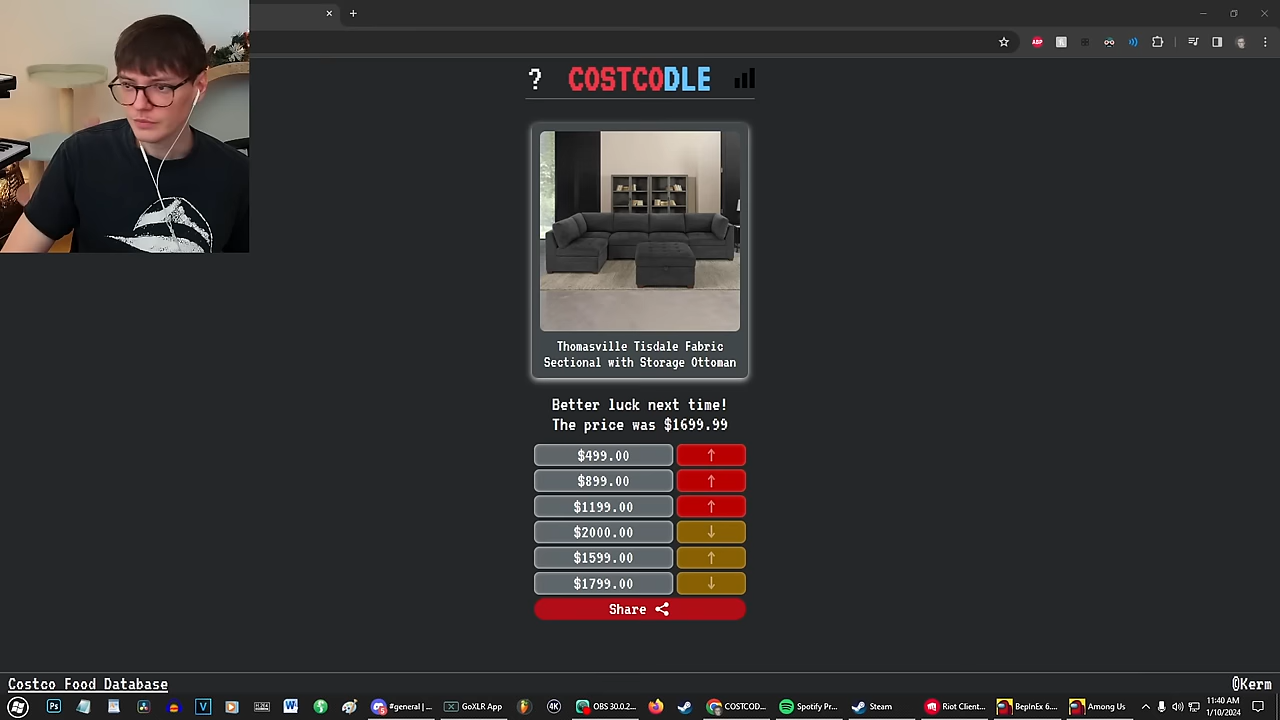 ? COSTCODLE
Thomasville Tisdale Fabric
Sectional with Storage Ottoman
Better luck next time!
The price was $1699.99
$499.00 ↑
$899.00 ↑
$1199.00 ↑
$2000.00 ↓
$1599.00 ↑
$1799.00 ↓
Share
Costco Food Database
@Kerm
#general |...
GoXLR App
OBS 30.0.2...
COSTCOD...
Spotify Pr...
Steam
Riot Client...
RepInEx 6...
Among Us
11:40 AM
1/10/2024